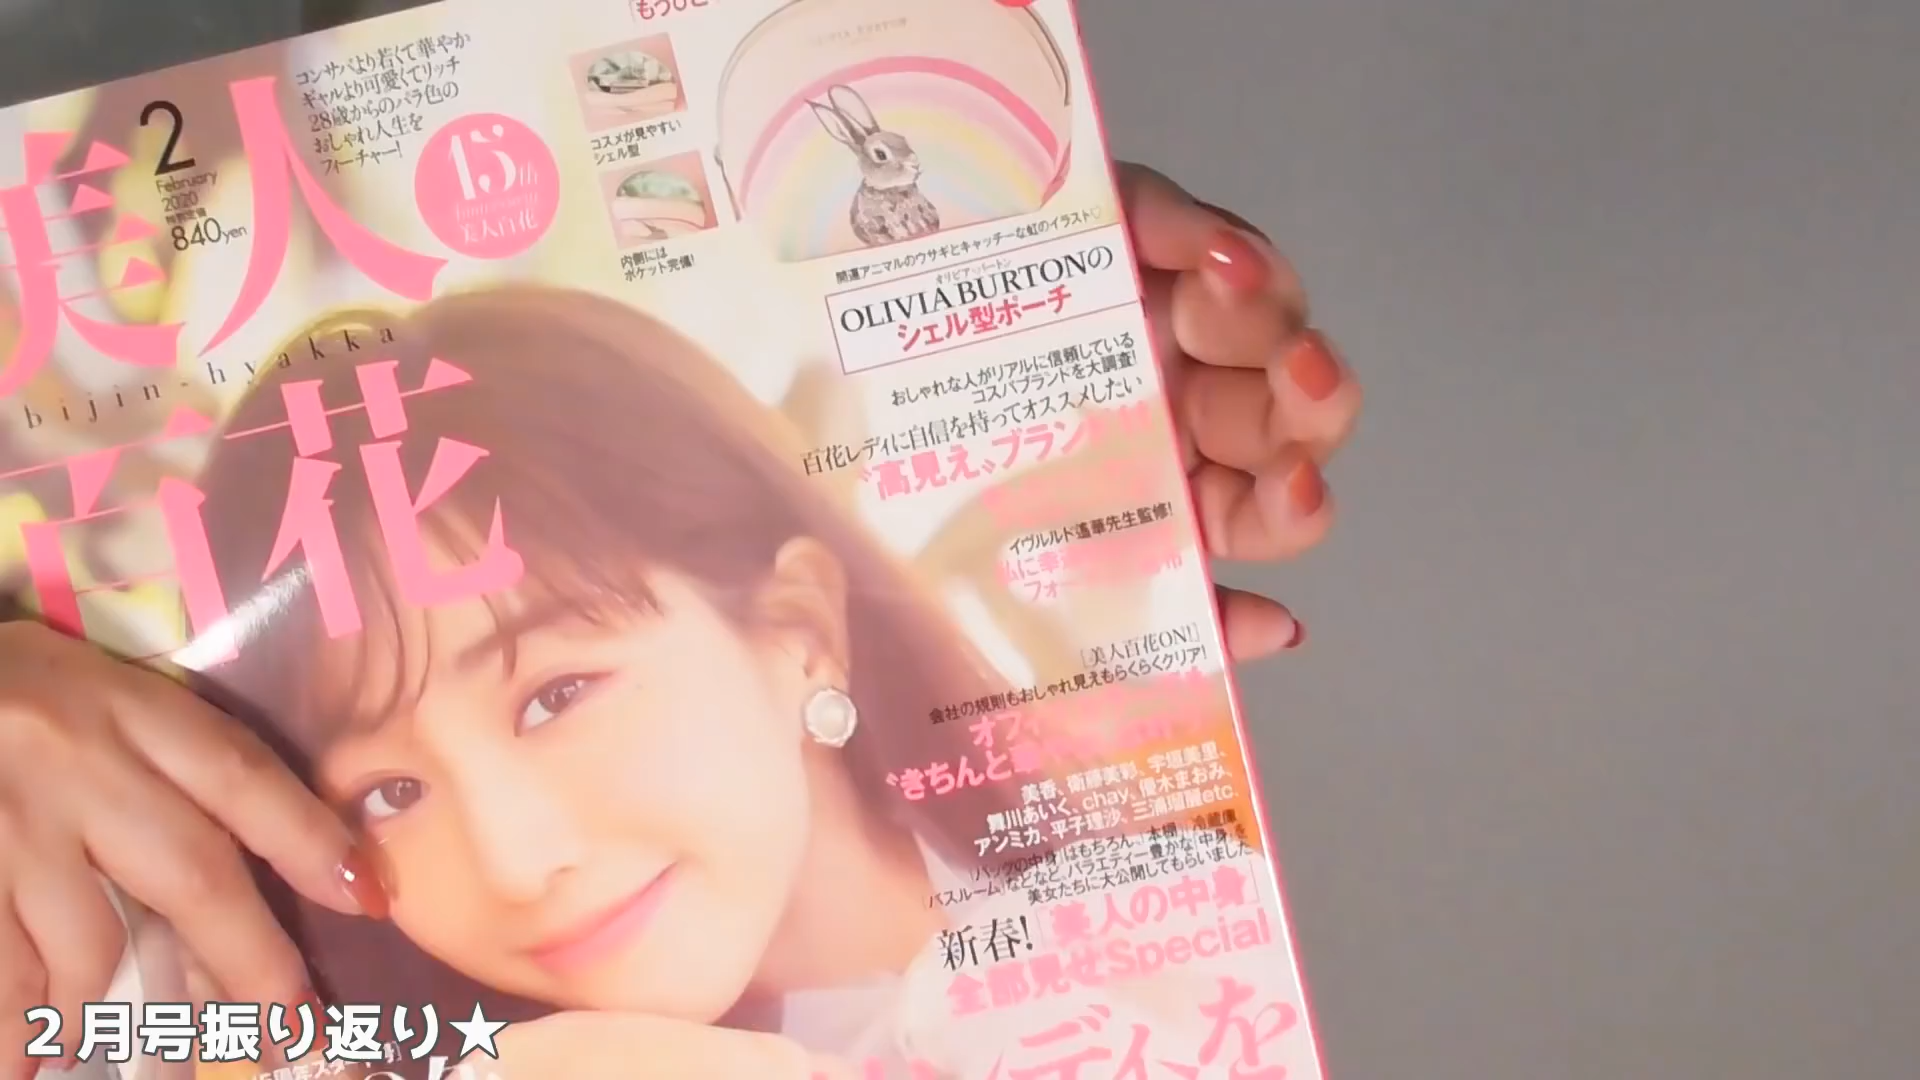 コンサバより若くて華やか
ギャルより可愛くてリッチ
28歳からのバラ色の
おしゃれ人生を
フィーチャー!
2
February
2020
特別定価
840yen
美人
bijin-hyakka
百花
15th
Anniversary
美人百花
コスメが見やすい
シェル型
内側には
ポケット完備!
開運アニマルのウサギとキャッチーな虹のイラスト♡
オリビア・バートン
OLIVIA BURTONの
シェル型ポーチ
おしゃれな人がリアルに信頼している
コスパブランドを大調査!
百花レディに自信を持ってオススメしたい
〝高見え〟ブランド
イヴルルド遙華先生監修!
[美人百花ON!]
会社の規則もおしゃれ見えもらくらくクリア!
〝きちんと
美香、衛藤美彩、宇垣美里、
舞川あいく、chay、優木まおみ、
アンミカ、平子理沙、三浦瑠麗etc.
「バッグの中身」はもちろん、「本棚」「冷蔵庫」
「バスルーム」などなど、バラエティー豊かな「中身」を
美女たちに大公開してもらいました
新春!「美人の中身」
全部見せSpecial
ディを
2月号振り返り★